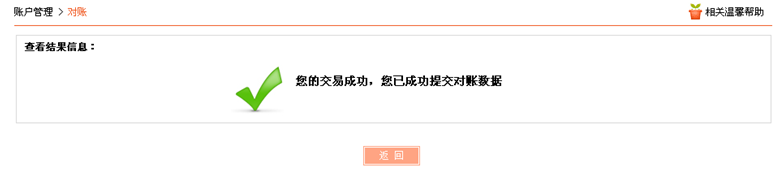 账户管理 > 对账
相关温馨帮助
查看结果信息：
您的交易成功，您已成功提交对账数据
返 回